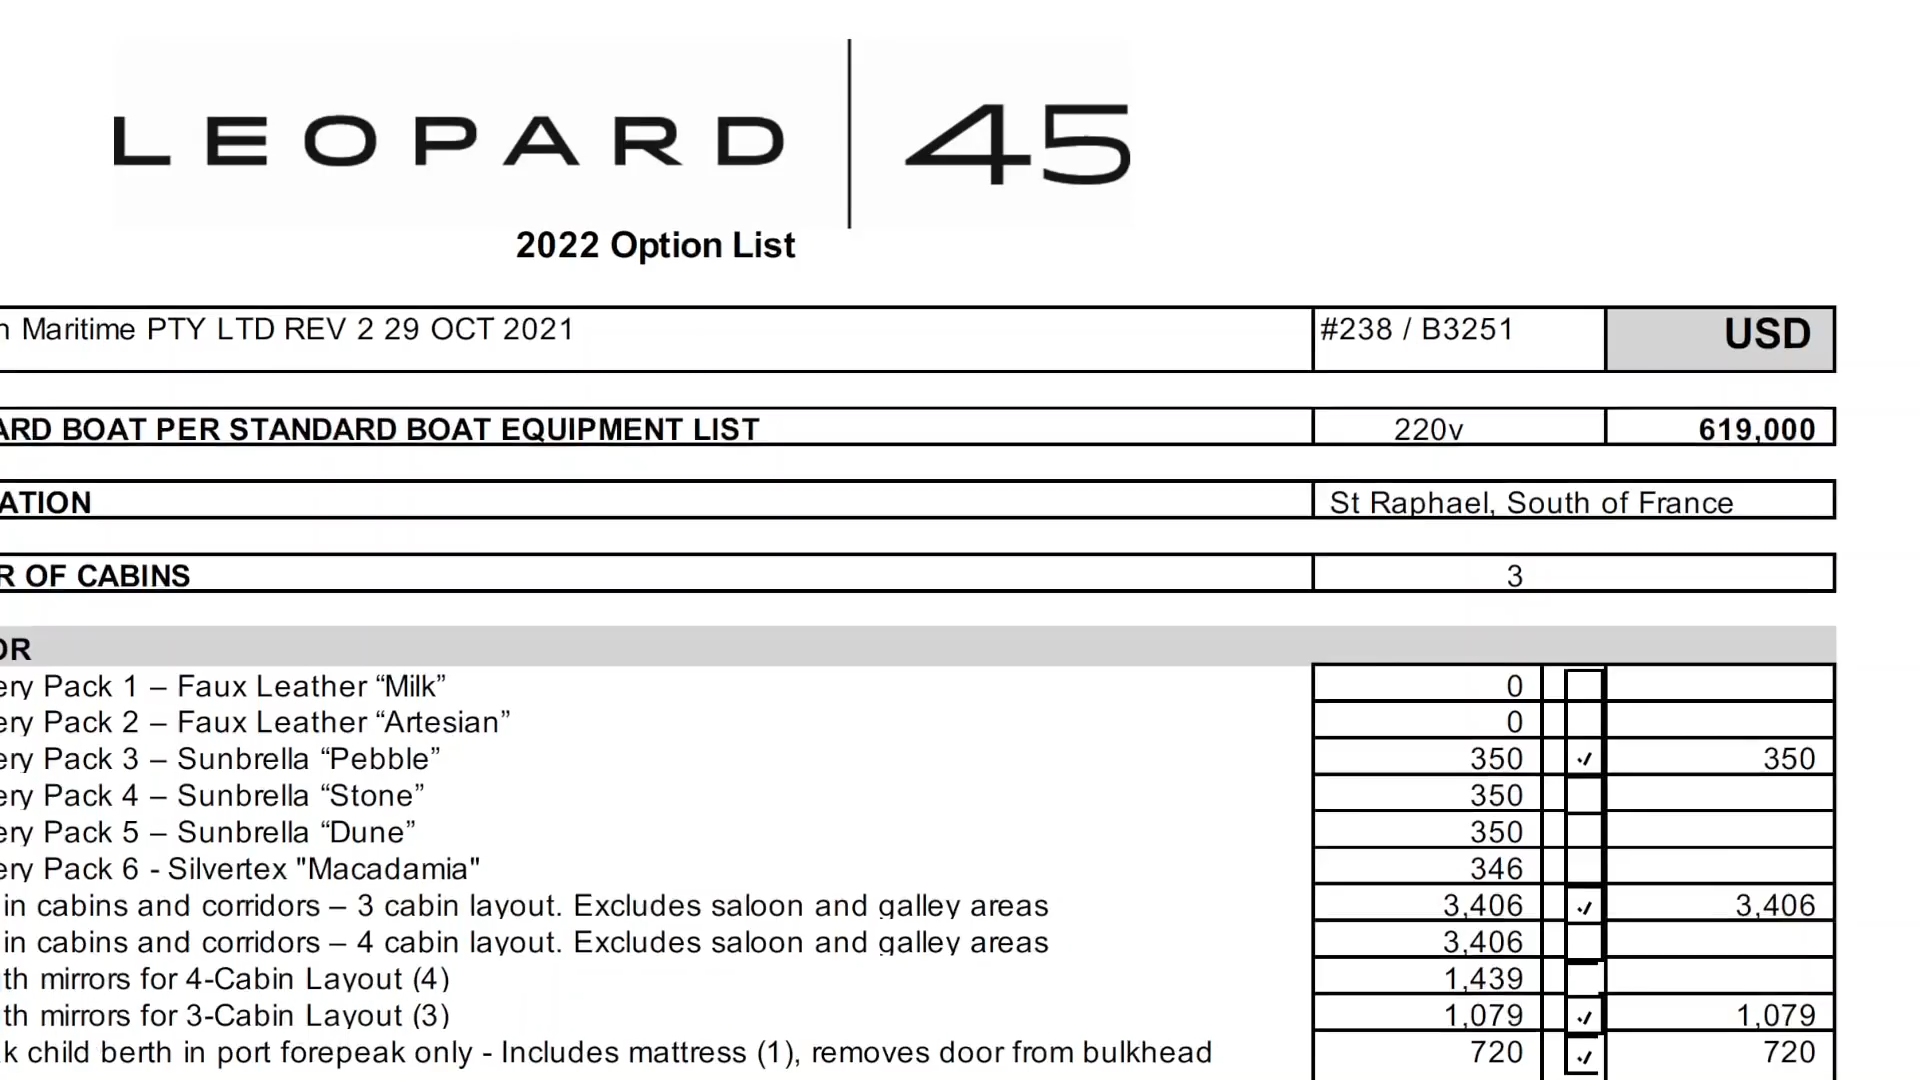 LEOPARD 45
2022 Option List
n Maritime PTY LTD REV 2 29 OCT 2021 #238 / B3251 USD
ARD BOAT PER STANDARD BOAT EQUIPMENT LIST 220v 619,000
ATION St Raphael, South of France
R OF CABINS 3
OR
ery Pack 1 – Faux Leather “Milk” 0
ery Pack 2 – Faux Leather “Artesian” 0
ery Pack 3 – Sunbrella “Pebble” 350 ✓ 350
ery Pack 4 – Sunbrella “Stone” 350
ery Pack 5 – Sunbrella “Dune” 350
ery Pack 6 - Silvertex "Macadamia" 346
in cabins and corridors – 3 cabin layout. Excludes saloon and galley areas 3,406 ✓ 3,406
in cabins and corridors – 4 cabin layout. Excludes saloon and galley areas 3,406
th mirrors for 4-Cabin Layout (4) 1,439
th mirrors for 3-Cabin Layout (3) 1,079 ✓ 1,079
k child berth in port forepeak only - Includes mattress (1), removes door from bulkhead 720 ✓ 720